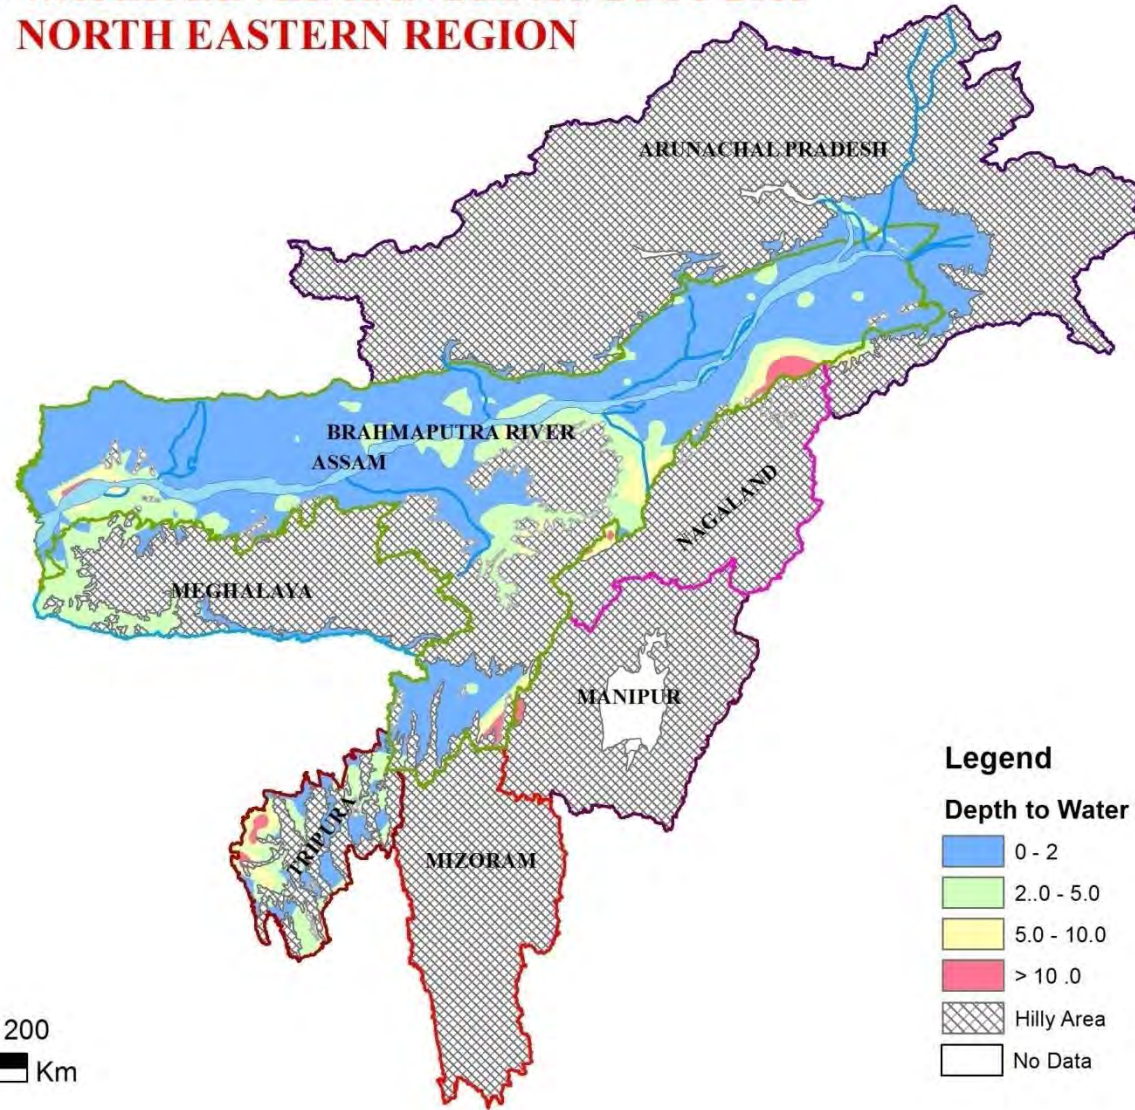 NORTH EASTERN REGION
ARUNACHAL PRADESH
BRAHMAPUTRA RIVER
ASSAM
NAGALAND
MEGHALAYA
MANIPUR
TRIPURA
MIZORAM
Legend
Depth to Water
0 - 2
2..0 - 5.0
5.0 - 10.0
> 10 .0
Hilly Area
No Data
200
Km